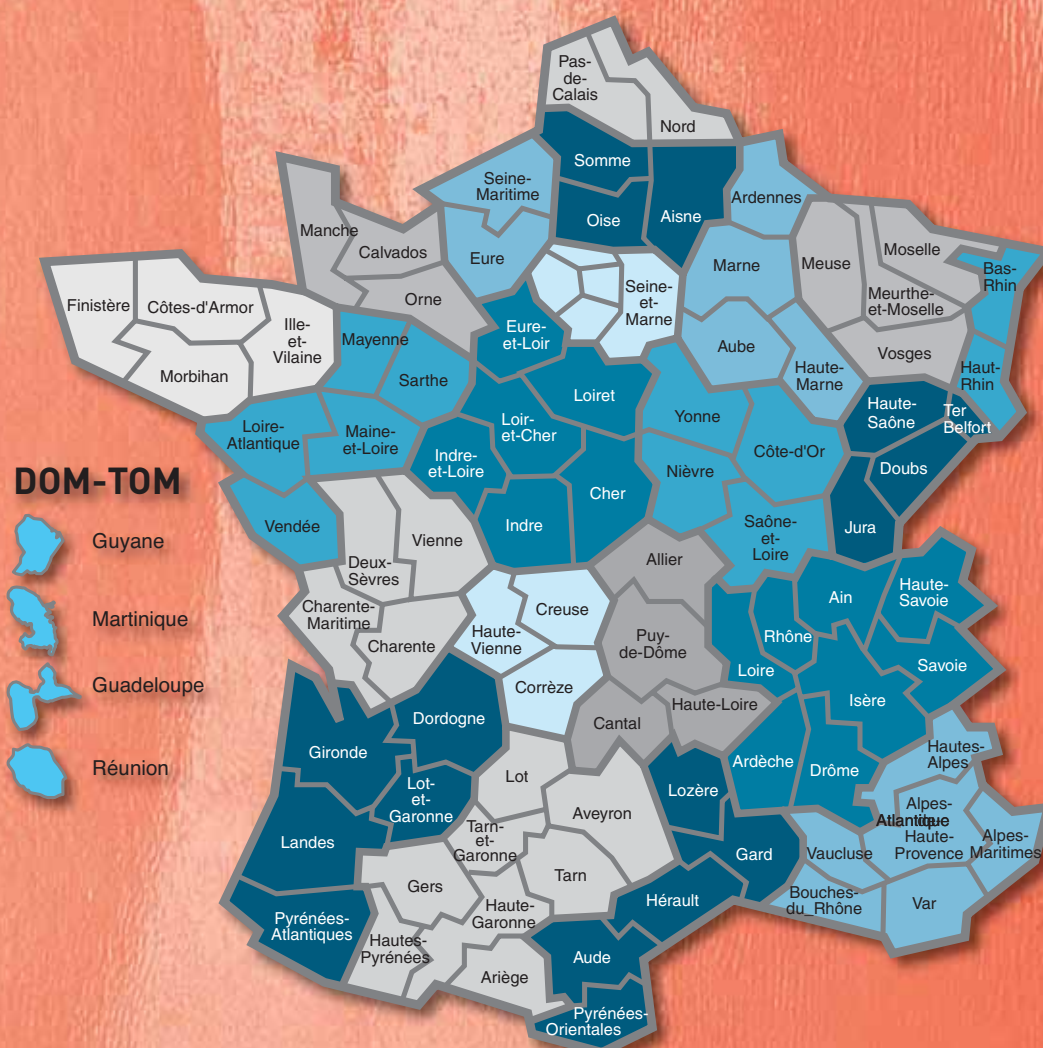 Pas-
de-
Calais
Nord
Somme
Seine-
Maritime
Oise
Aisne
Ardennes
Manche
Calvados
Eure
Marne
Meuse
Moselle
Bas-
Rhin
Finistère
Côtes-d'Armor
Ille-
et-
Vilaine
Orne
Seine-
et-
Marne
Meurthe-
et-Moselle
Morbihan
Mayenne
Eure-
et-Loir
Aube
Vosges
Sarthe
Haute-
Marne
Haut-
Rhin
Loiret
Loire-
Atlantique
Maine-
et-Loire
Loir-
et-Cher
Yonne
Haute-
Saône
Ter
Belfort
Indre-
et-Loire
Côte-d'Or
Nièvre
Doubs
DOM-TOM
Cher
Vendée
Indre
Jura
Guyane
Vienne
Saône-
et-
Loire
Deux-
Sèvres
Allier
Martinique
Charente-
Maritime
Creuse
Ain
Haute-
Savoie
Charente
Haute-
Vienne
Puy-
de-Dôme
Rhône
Loire
Savoie
Guadeloupe
Corrèze
Isère
Dordogne
Haute-Loire
Cantal
Gironde
Hautes-
Alpes
Réunion
Lot
Ardèche
Drôme
Lot-
et-
Garonne
Lozère
Aveyron
Landes
Tarn-
et-
Garonne
Alpes-
Atlantique
Haute-
Provence
Alpes-
Maritimes
Gard
Vaucluse
Tarn
Gers
Bouches-
du_Rhône
Var
Hérault
Haute-
Garonne
Pyrénées-
Atlantiques
Hautes-
Pyrénées
Aude
Ariège
Pyrénées-
Orientales